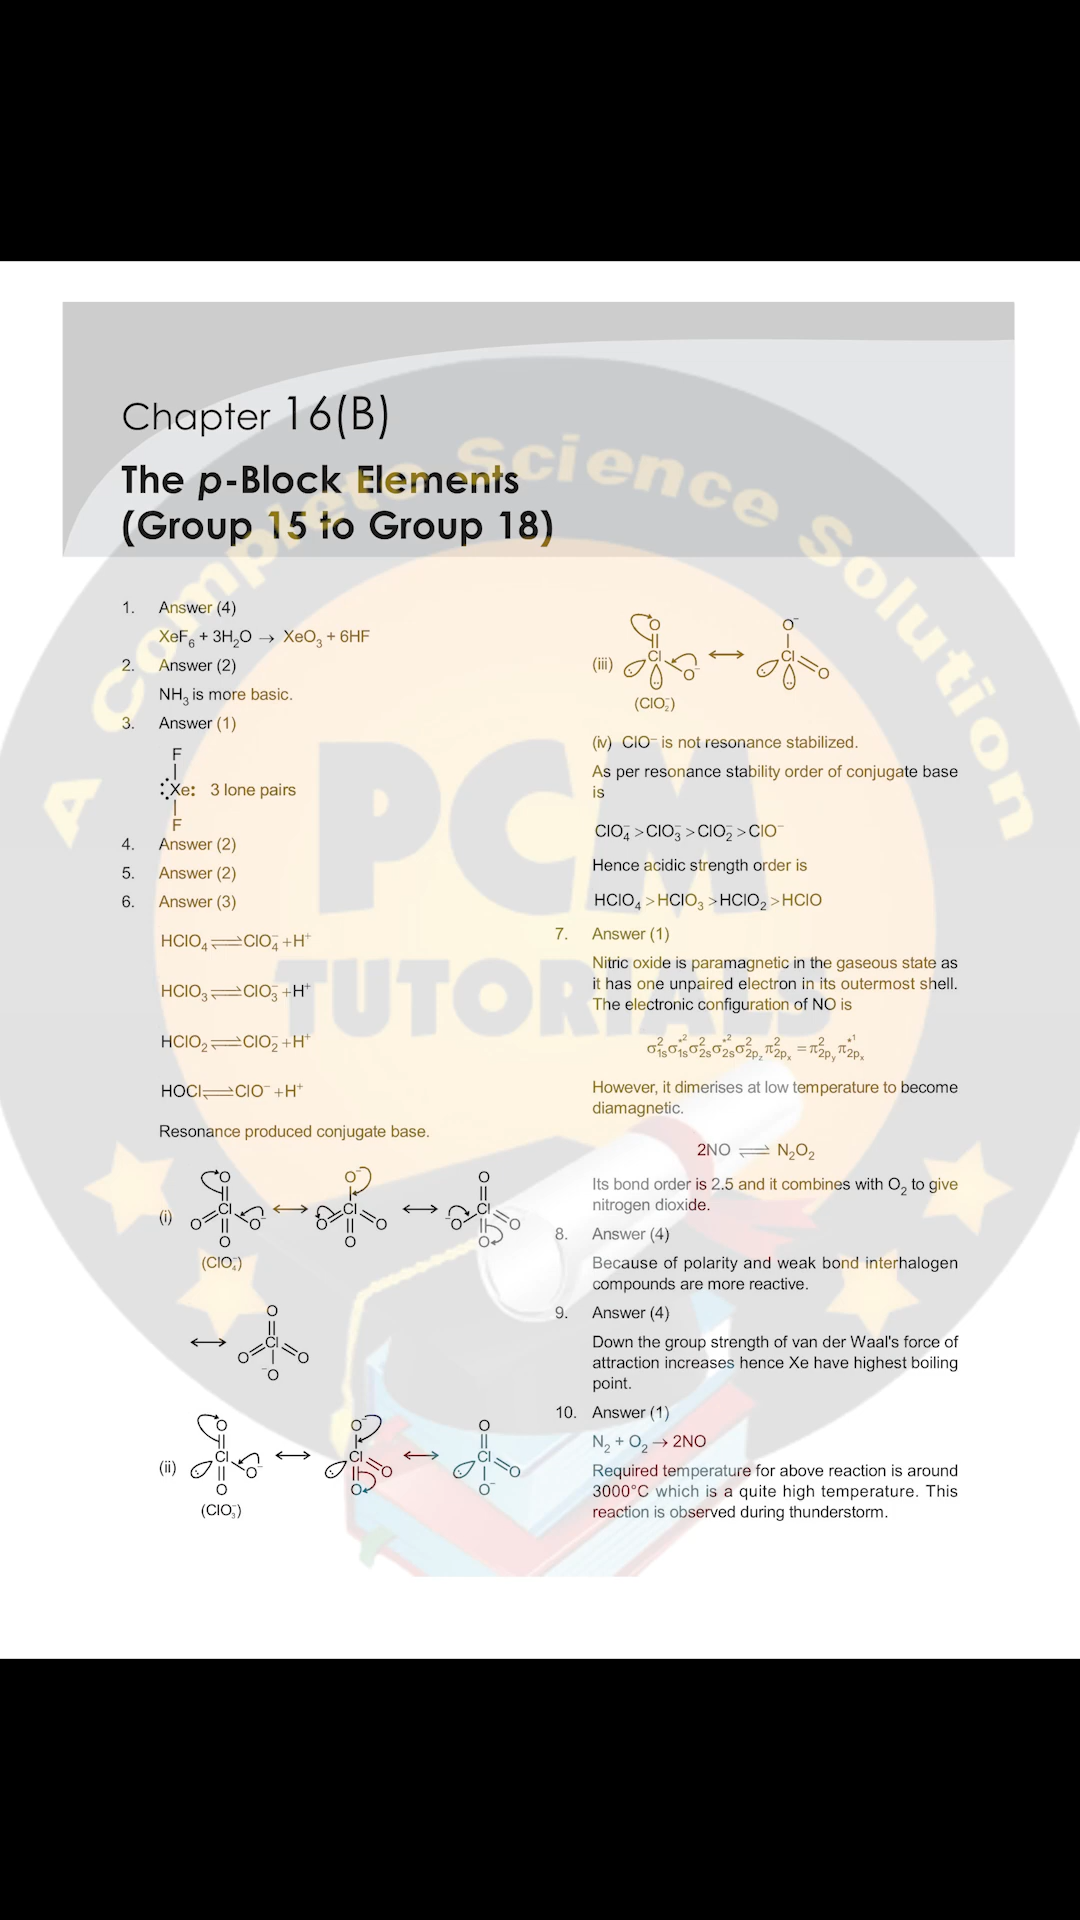 Chapter 16(B)
The p-Block Elements
(Group 15 to Group 18)
A Complete Science Solution
PCM
TUTORIALS
1. Answer (4)
XeF₆ + 3H₂O → XeO₃ + 6HF
2. Answer (2)
NH₃ is more basic.
3. Answer (1)
F
Xe: 3 lone pairs
F
4. Answer (2)
5. Answer (2)
6. Answer (3)
HClO₄ ⇌ ClO₄⁻ + H⁺
HClO₃ ⇌ ClO₃⁻ + H⁺
HClO₂ ⇌ ClO₂⁻ + H⁺
HOCl ⇌ ClO⁻ + H⁺
Resonance produced conjugate base.
(i)
(ClO₄⁻)
(ii)
(ClO₃⁻)
(iii)
(ClO₂⁻)
(iv) ClO⁻ is not resonance stabilized.
As per resonance stability order of conjugate base
is
ClO₄⁻ > ClO₃⁻ > ClO₂⁻ > ClO⁻
Hence acidic strength order is
HClO₄ > HClO₃ > HClO₂ > HClO
7. Answer (1)
Nitric oxide is paramagnetic in the gaseous state as
it has one unpaired electron in its outermost shell.
The electronic configuration of NO is
σ²1s σ*²1s σ²2s σ*²2s σ²2p_z π²2p_x = π²2p_y π*¹2p_x
However, it dimerises at low temperature to become
diamagnetic.
2NO ⇌ N₂O₂
Its bond order is 2.5 and it combines with O₂ to give
nitrogen dioxide.
8. Answer (4)
Because of polarity and weak bond interhalogen
compounds are more reactive.
9. Answer (4)
Down the group strength of van der Waal's force of
attraction increases hence Xe have highest boiling
point.
10. Answer (1)
N₂ + O₂ → 2NO
Required temperature for above reaction is around
3000°C which is a quite high temperature. This
reaction is observed during thunderstorm.